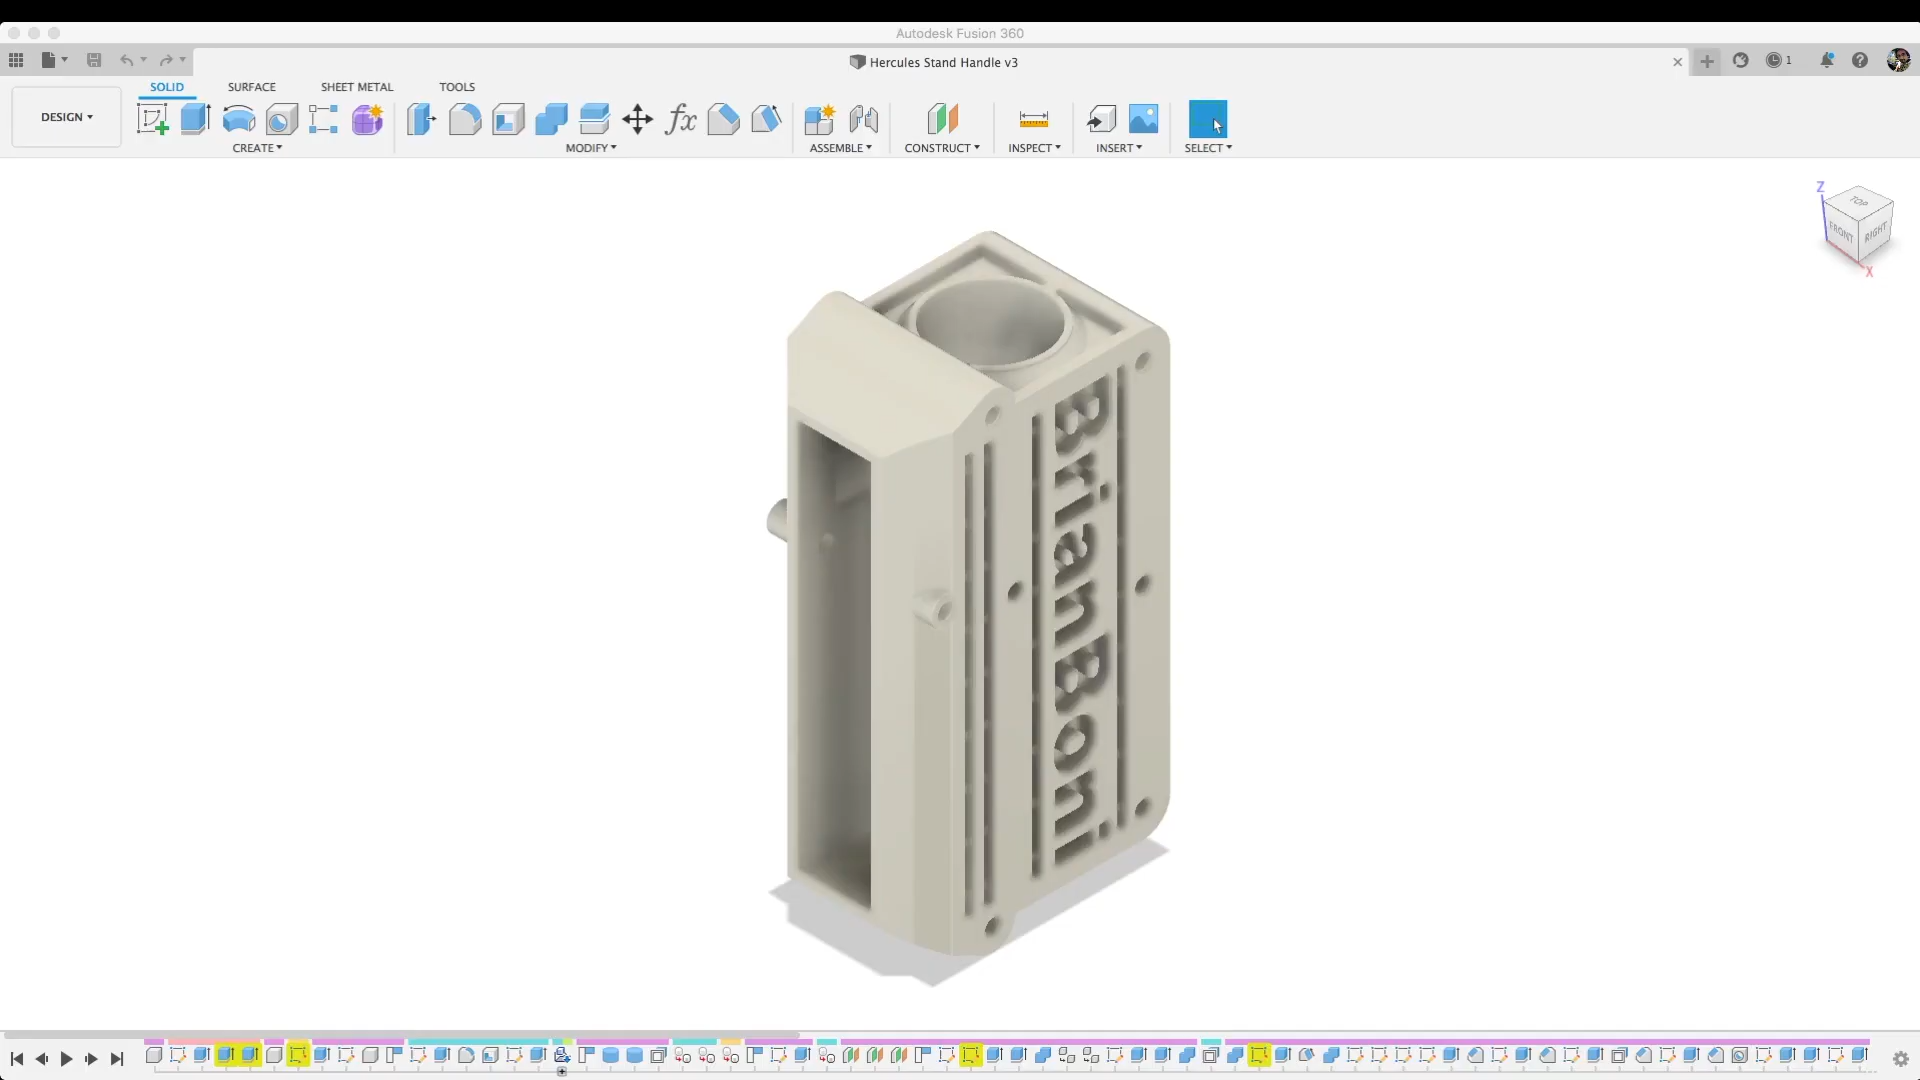 Autodesk Fusion 360
Hercules Stand Handle v3
1
SOLID
SURFACE
SHEET METAL
TOOLS
DESIGN
CREATE
MODIFY
ASSEMBLE
CONSTRUCT
INSPECT
INSERT
SELECT
Z
TOP
FRONT
RIGHT
X
BrianBoni